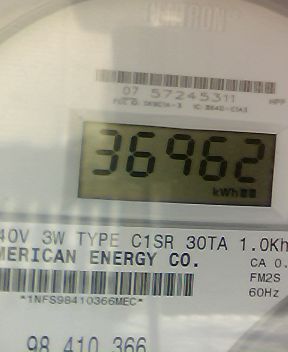 CENTRON
07 57245311
36962
kWh
40V 3W TYPE C1SR 30TA 1.0Kh
MERICAN ENERGY CO.
CA 0.
FM2S
60Hz
*1NFS98410366MEC*
98 410 366